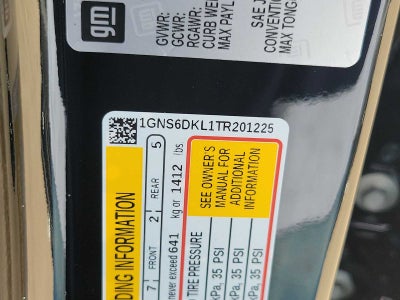 gm
GVWR:
GCWR:
RGAWR:
CURB WEI
MAX PAYL
SAE J
CONVENTI
MAX TONG
1GNS6DKL1TR201225
DING INFORMATION
7 FRONT 2 REAR 5
never exceed 641 kg or 1412 lbs
TIRE PRESSURE
SEE OWNER'S
MANUAL FOR
ADDITIONAL
INFORMATION
kPa, 35 PSI
kPa, 35 PSI
kPa, 35 PSI